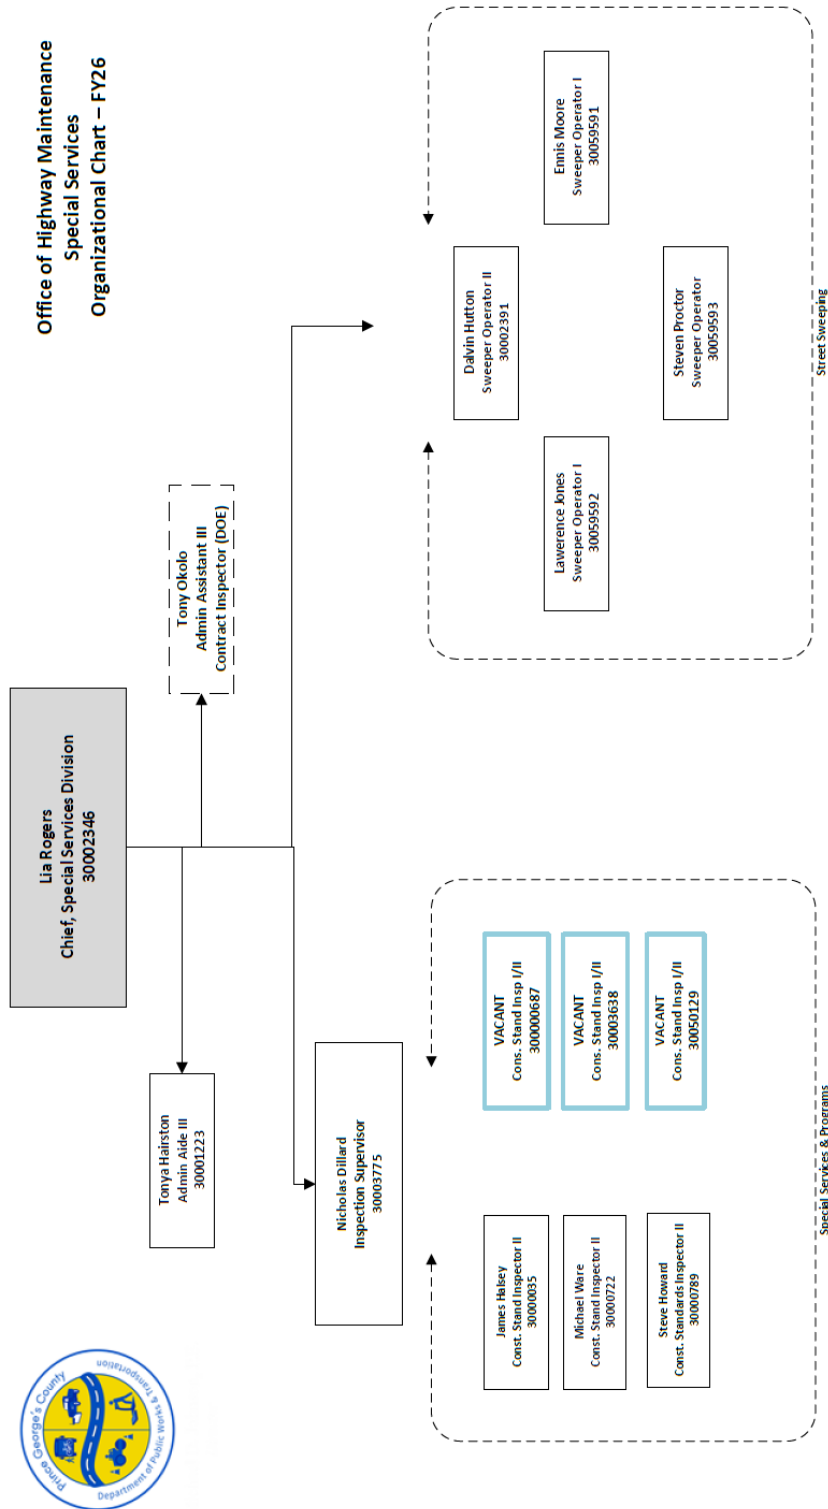 Prince George's County
Department of Public Works & Transportation
Office of Highway Maintenance
Special Services
Organizational Chart – FY26
Lia Rogers
Chief, Special Services Division
30002346
Tonya Hairston
Admin Aide III
30001223
Tony Okolo
Admin Assistant III
Contract Inspector (DOE)
Nicholas Dillard
Inspection Supervisor
30003775
James Halsey
Const. Stand Inspector II
30000035
Michael Ware
Const. Stand Inspector II
30000722
Steve Howard
Const. Standards Inspector II
30000789
VACANT
Cons. Stand Insp I/II
300000687
VACANT
Cons. Stand Insp I/II
30003638
VACANT
Cons. Stand Insp I/II
30050129
Special Services & Programs
Dalvin Hutton
Sweeper Operator II
30002391
Lawerence Jones
Sweeper Operator I
30059592
Ennis Moore
Sweeper Operator I
30059591
Steven Proctor
Sweeper Operator
30059593
Street Sweeping